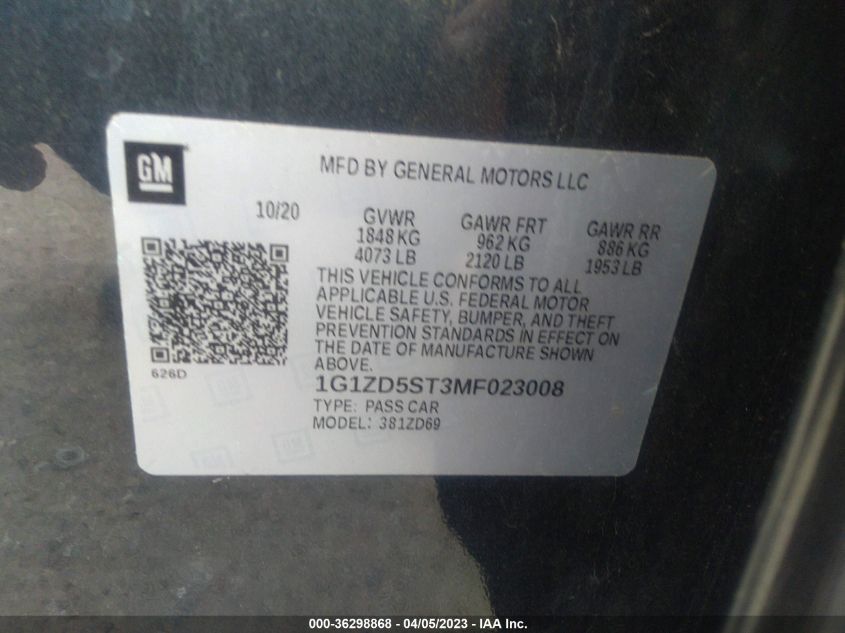 GM
MFD BY GENERAL MOTORS LLC
10/20
GVWR
1848 KG
4073 LB
GAWR FRT
962 KG
2120 LB
GAWR RR
886 KG
1953 LB
THIS VEHICLE CONFORMS TO ALL
APPLICABLE U.S. FEDERAL MOTOR
VEHICLE SAFETY, BUMPER, AND THEFT
PREVENTION STANDARDS IN EFFECT ON
THE DATE OF MANUFACTURE SHOWN
ABOVE.
626D
1G1ZD5ST3MF023008
TYPE: PASS CAR
MODEL: 381ZD69
000-36298868 - 04/05/2023 - IAA Inc.